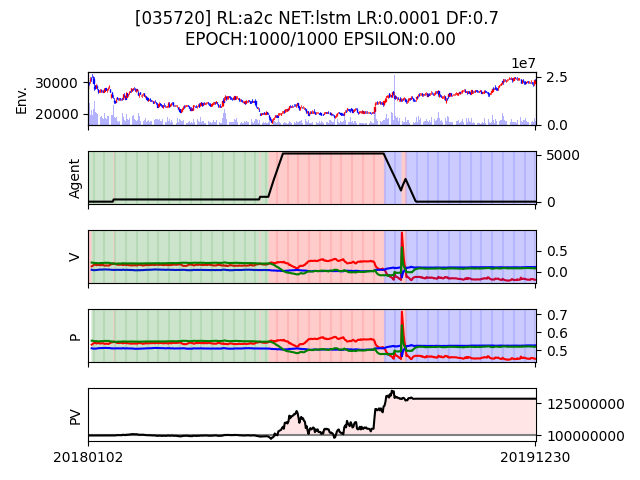 [035720] RL:a2c NET:lstm LR:0.0001 DF:0.7
EPOCH:1000/1000 EPSILON:0.00
1e7
Env.
30000
20000
2.5
0.0
Agent
5000
0
V
0.5
0.0
P
0.7
0.6
0.5
PV
125000000
100000000
20180102
20191230